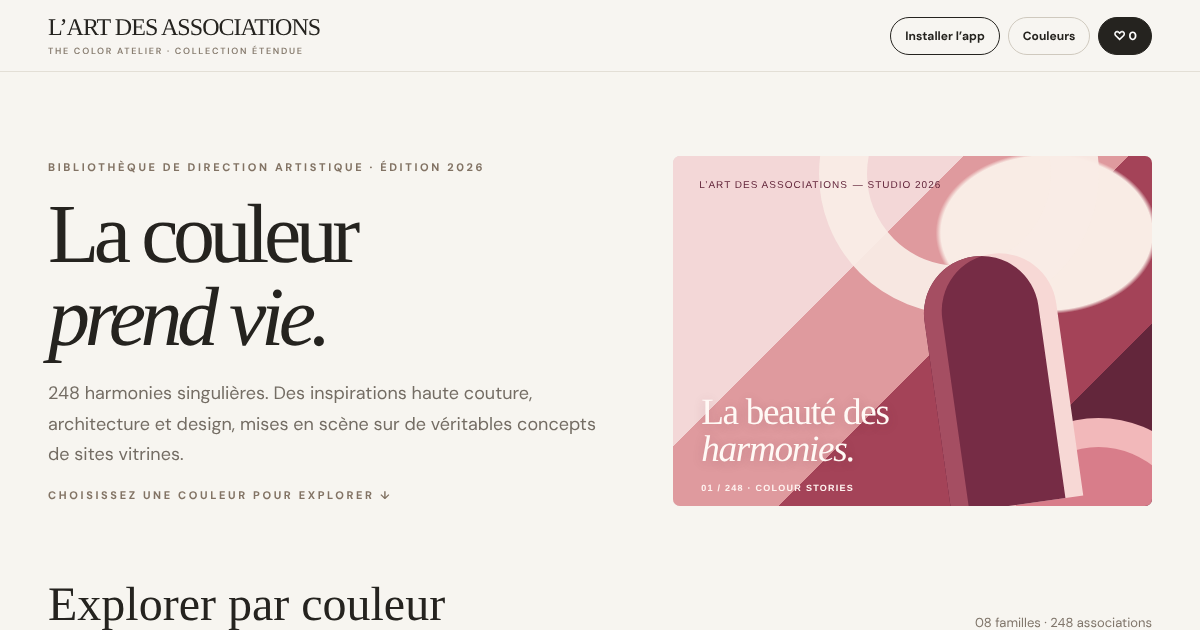 L’ART DES ASSOCIATIONS
THE COLOR ATELIER · COLLECTION ÉTENDUE
Installer l’app
Couleurs
♡ 0
BIBLIOTHÈQUE DE DIRECTION ARTISTIQUE · ÉDITION 2026
La couleur
prend vie.
248 harmonies singulières. Des inspirations haute couture,
architecture et design, mises en scène sur de véritables concepts
de sites vitrines.
CHOISISSEZ UNE COULEUR POUR EXPLORER ↓
L’ART DES ASSOCIATIONS — STUDIO 2026
La beauté des
harmonies.
01 / 248 - COLOUR STORIES
Explorer par couleur
08 familles · 248 associations